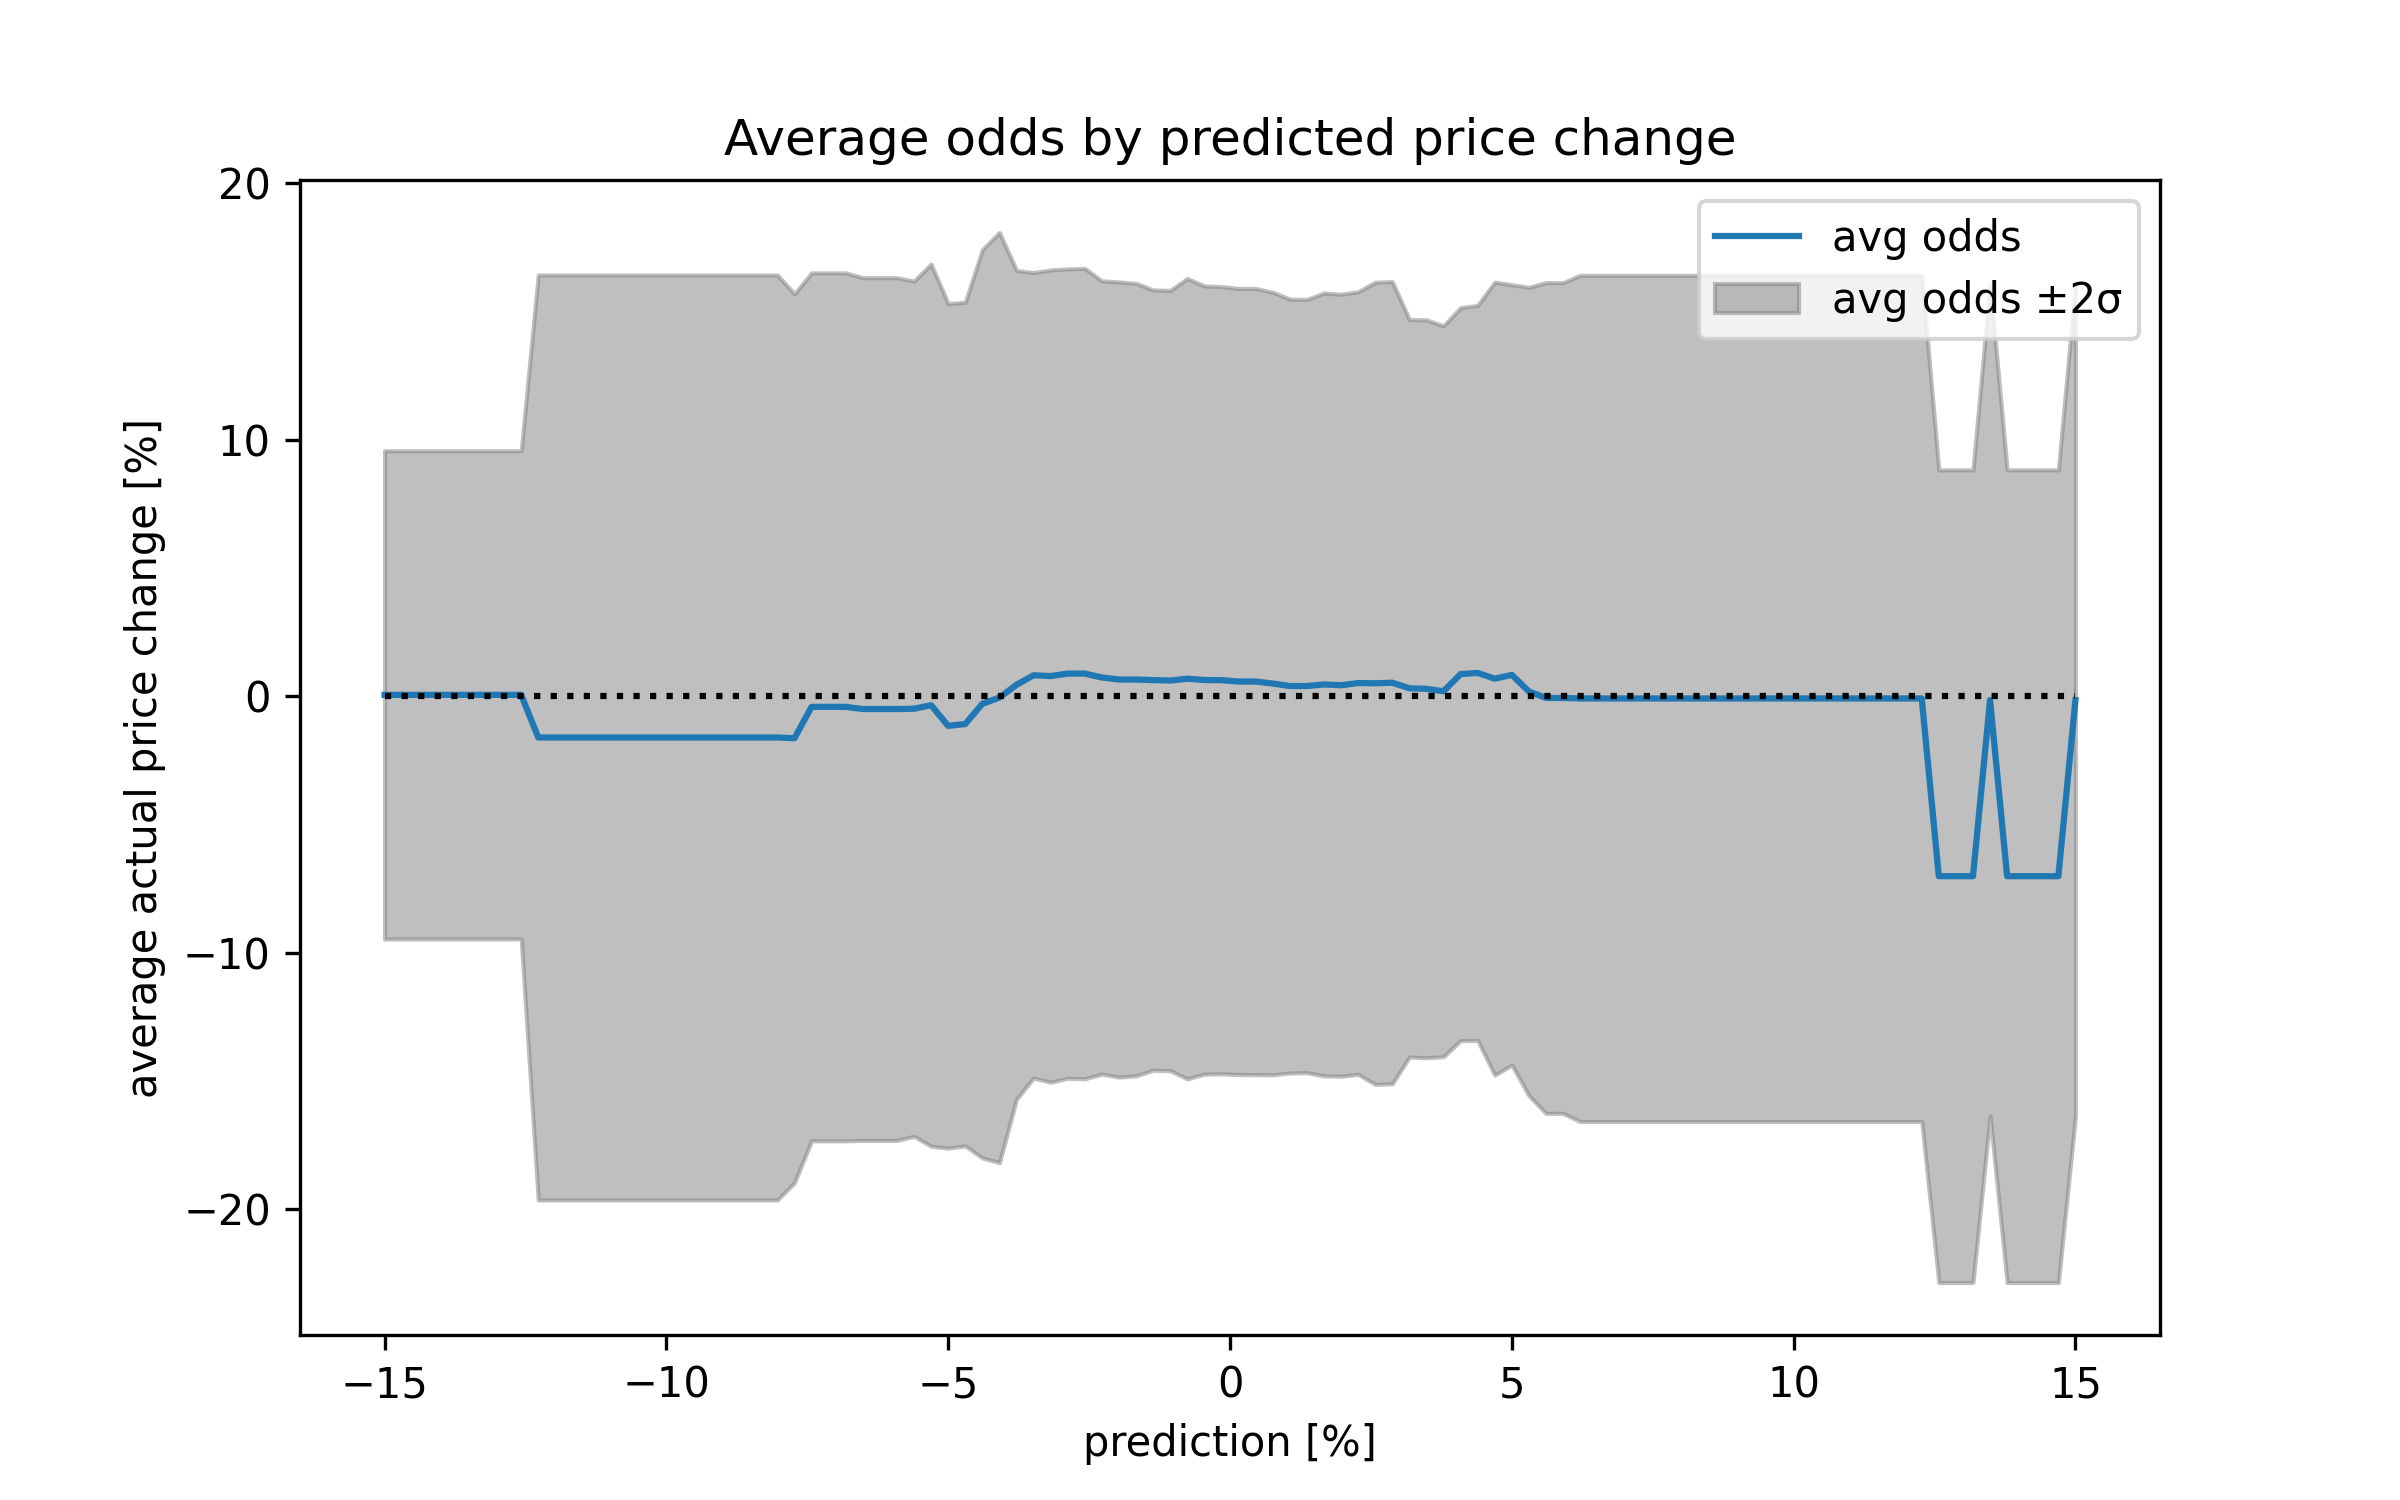 Average odds by predicted price change
avg odds
avg odds ±2σ
average actual price change [%]
20
10
0
−10
−20
−15
−10
−5
0
5
10
15
prediction [%]